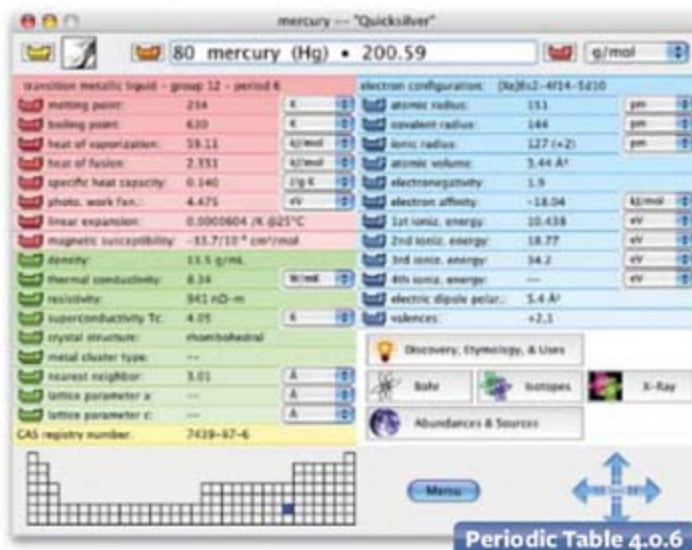 mercury --- "Quicksilver"
80 mercury (Hg) • 200.59
g/mol
transition metallic liquid - group 12 - period 6
melting point: 234 K
boiling point: 630 K
heat of vaporization: 59.11 kJ/mol
heat of fusion: 2.331 kJ/mol
specific heat capacity: 0.140 J/g K
photo. work fxn.: 4.475 eV
linear expansion: 0.0000604 /K @25°C
magnetic susceptibility: cm³/mol
density: 13.5 g/mL
thermal conductivity: 8.34 W/mK
resistivity: 941 nΩ-m
superconductivity Tc: 4.05 K
crystal structure: rhombohedral
metal cluster type: ---
nearest neighbor: 3.01 Å
lattice parameter a: --- Å
lattice parameter c: --- Å
CAS registry number: 7439-97-6
electron configuration: [Xe]6s2-4f14-5d10
atomic radius: 151 pm
covalent radius: 144 pm
ionic radius: 127 (+2) pm
atomic volume: 5.44 Å³
electronegativity: 1.9
electron affinity: -18.04 kJ/mol
1st ioniz. energy: 10.438 eV
2nd ioniz. energy: 18.77 eV
3rd ioniz. energy: 34.2 eV
4th ioniz. energy: --- eV
electric dipole polar.: 5.4 Å³
valences: +2,1
Discovery, Etymology, & Uses
Bohr
Isotopes
X-Ray
Abundances & Sources
Menu
Periodic Table 4.0.6